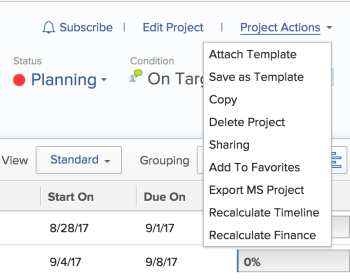 Subscribe | Edit Project | Project Actions
Status
Condition
Planning
On Targ
Attach Template
Save as Template
Copy
Delete Project
Sharing
Add To Favorites
Export MS Project
Recalculate Timeline
Recalculate Finance
View Standard Grouping
Start On Due On
8/28/17 9/1/17
9/4/17 9/8/17 0%